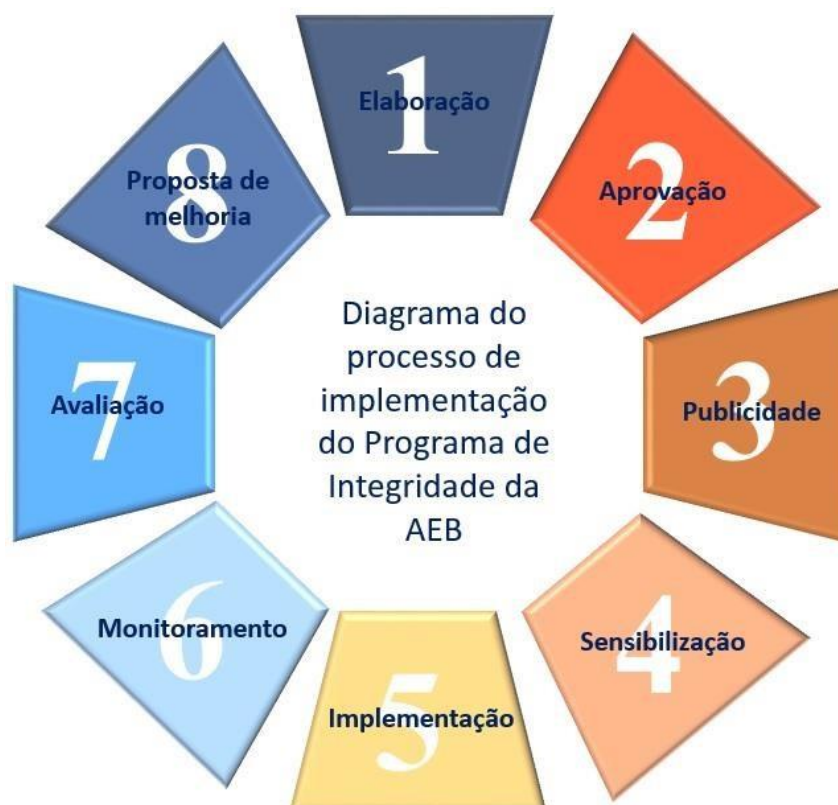 1
Elaboração
2
Aprovação
3
Publicidade
4
Sensibilização
5
Implementação
6
Monitoramento
7
Avaliação
8
Proposta de
melhoria
Diagrama do
processo de
implementação
do Programa de
Integridade da
AEB